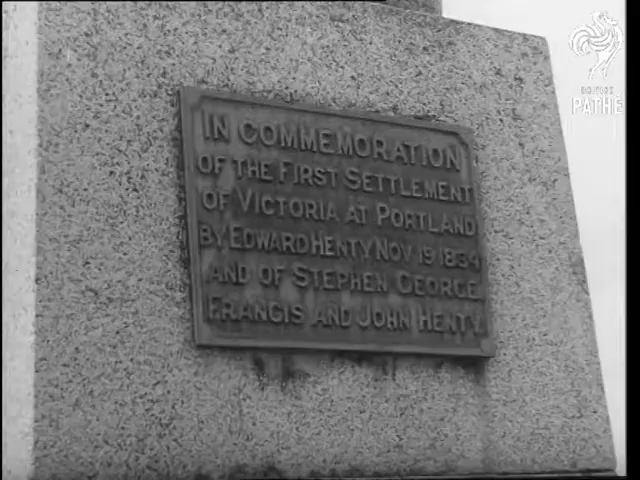 IN COMMEMORATION
OF THE FIRST SETTLEMENT
OF VICTORIA AT PORTLAND
BY EDWARD HENTY NOV 19 1834
AND OF STEPHEN GEORGE
FRANCIS AND JOHN HENTY.
BRITISH
PATHÉ